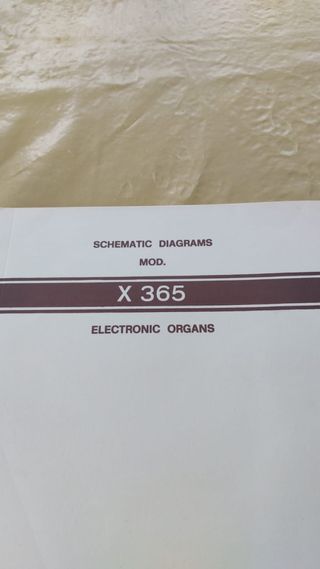 SCHEMATIC DIAGRAMS
MOD.
X 365
ELECTRONIC ORGANS